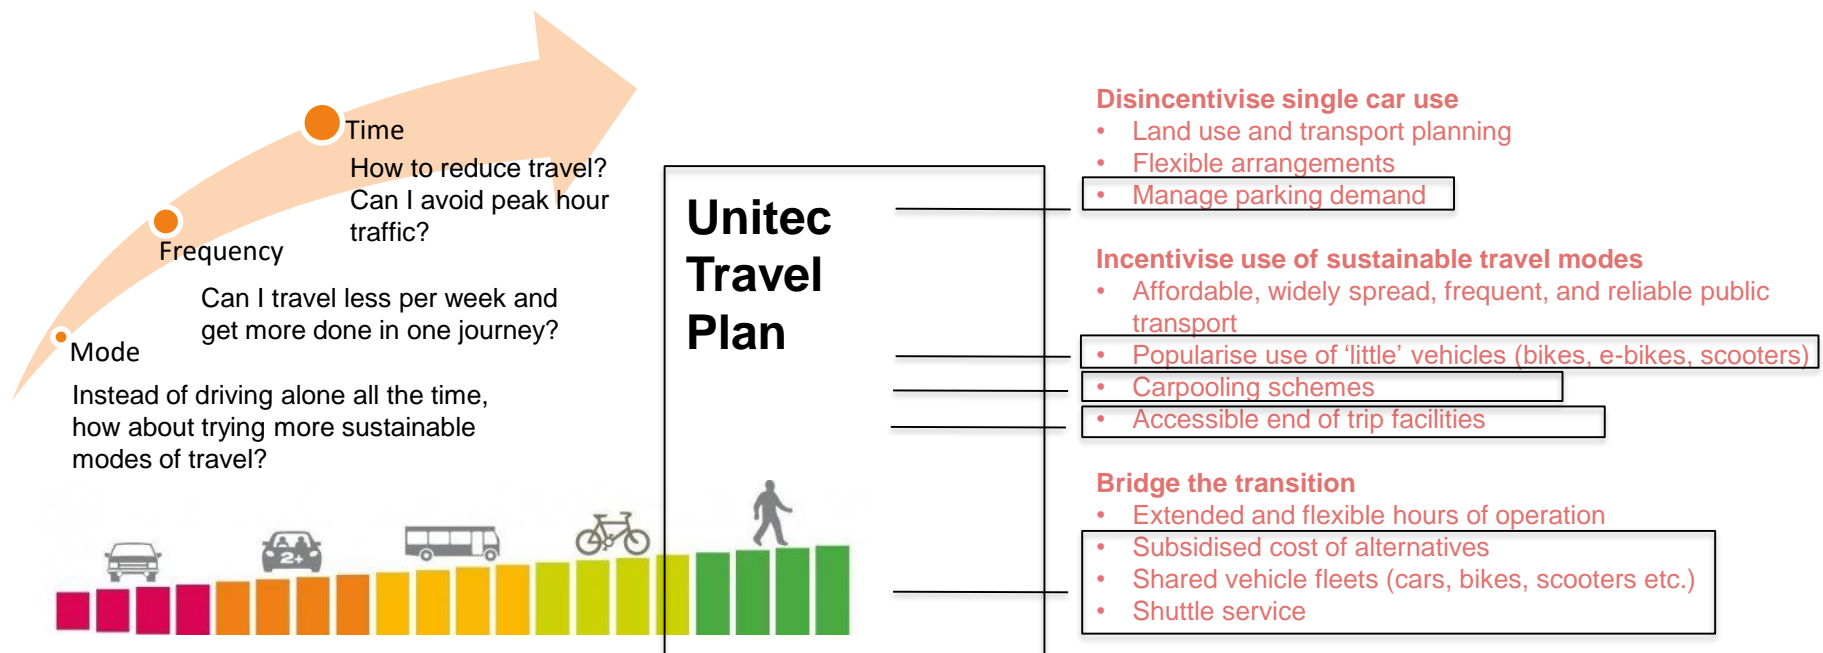 Time
How to reduce travel?
Can I avoid peak hour
traffic?
Frequency
Can I travel less per week and
get more done in one journey?
Mode
Instead of driving alone all the time,
how about trying more sustainable
modes of travel?
2+
Unitec
Travel
Plan
Disincentivise single car use
• Land use and transport planning
• Flexible arrangements
• Manage parking demand
Incentivise use of sustainable travel modes
• Affordable, widely spread, frequent, and reliable public
transport
• Popularise use of ‘little’ vehicles (bikes, e-bikes, scooters)
• Carpooling schemes
• Accessible end of trip facilities
Bridge the transition
• Extended and flexible hours of operation
• Subsidised cost of alternatives
• Shared vehicle fleets (cars, bikes, scooters etc.)
• Shuttle service